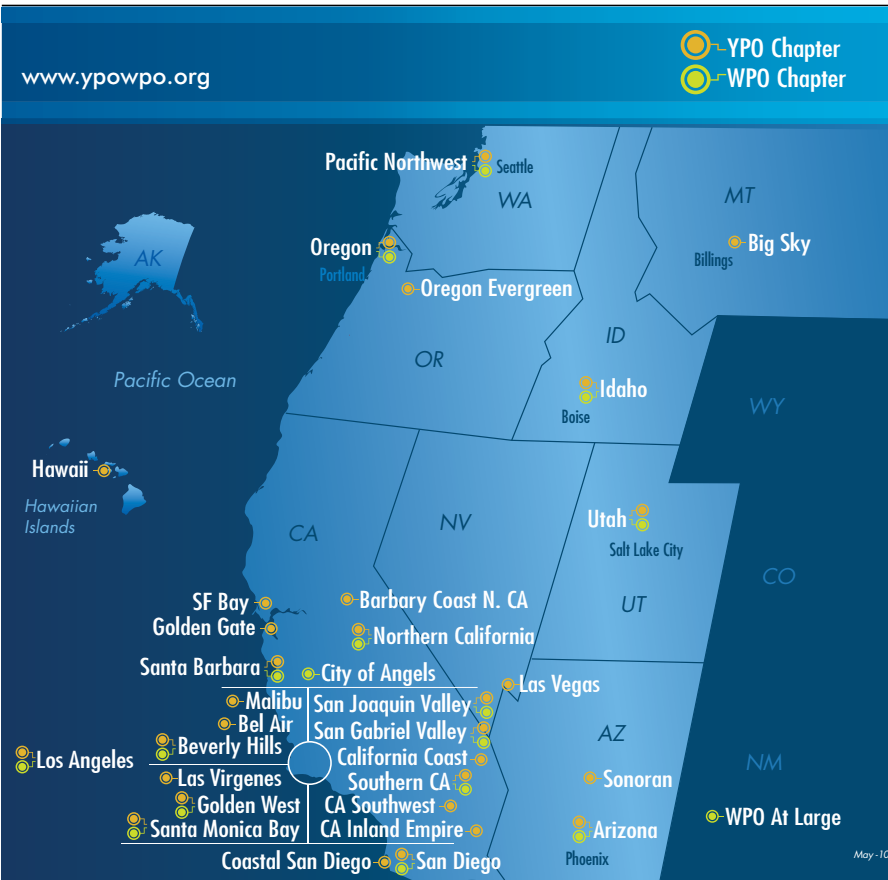 www.ypowpo.org
YPO Chapter
WPO Chapter
Pacific Northwest
Seattle
WA
MT
Big Sky
Billings
AK
Oregon
Portland
Oregon Evergreen
OR
ID
Pacific Ocean
Idaho
Boise
WY
Hawaii
Hawaiian
Islands
CA
NV
Utah
Salt Lake City
CO
UT
SF Bay
Barbary Coast N. CA
Golden Gate
Northern California
Santa Barbara
City of Angels
Las Vegas
Malibu
San Joaquin Valley
Bel Air
San Gabriel Valley
AZ
Beverly Hills
California Coast
Los Angeles
NM
Las Virgenes
Southern CA
Sonoran
Golden West
CA Southwest
WPO At Large
Santa Monica Bay
CA Inland Empire
Arizona
Phoenix
Coastal San Diego
San Diego
May-10